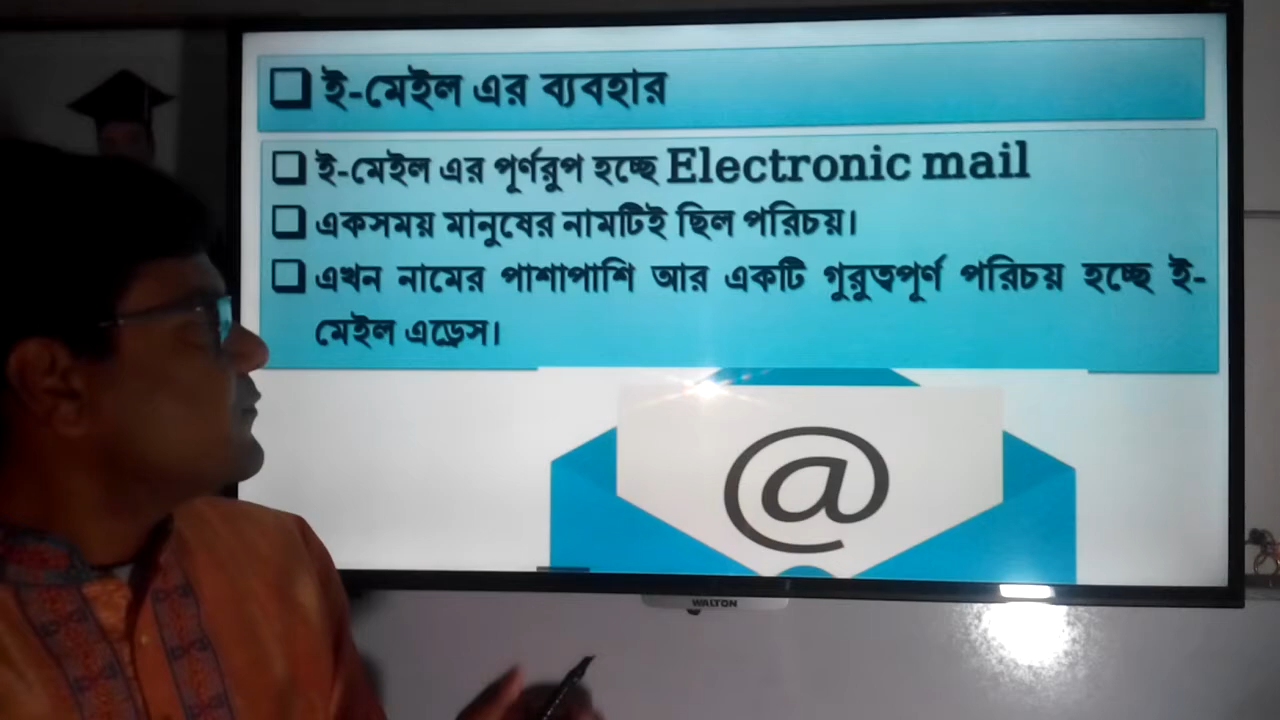 ❑ ই-মেইল এর ব্যবহার
❑ ই-মেইল এর পূর্ণরুপ হচ্ছে Electronic mail
❑ একসময় মানুষের নামটিই ছিল পরিচয়।
❑ এখন নামের পাশাপাশি আর একটি গুরুত্বপূর্ণ পরিচয় হচ্ছে ই-
মেইল এড্রেস।
@
WALTON